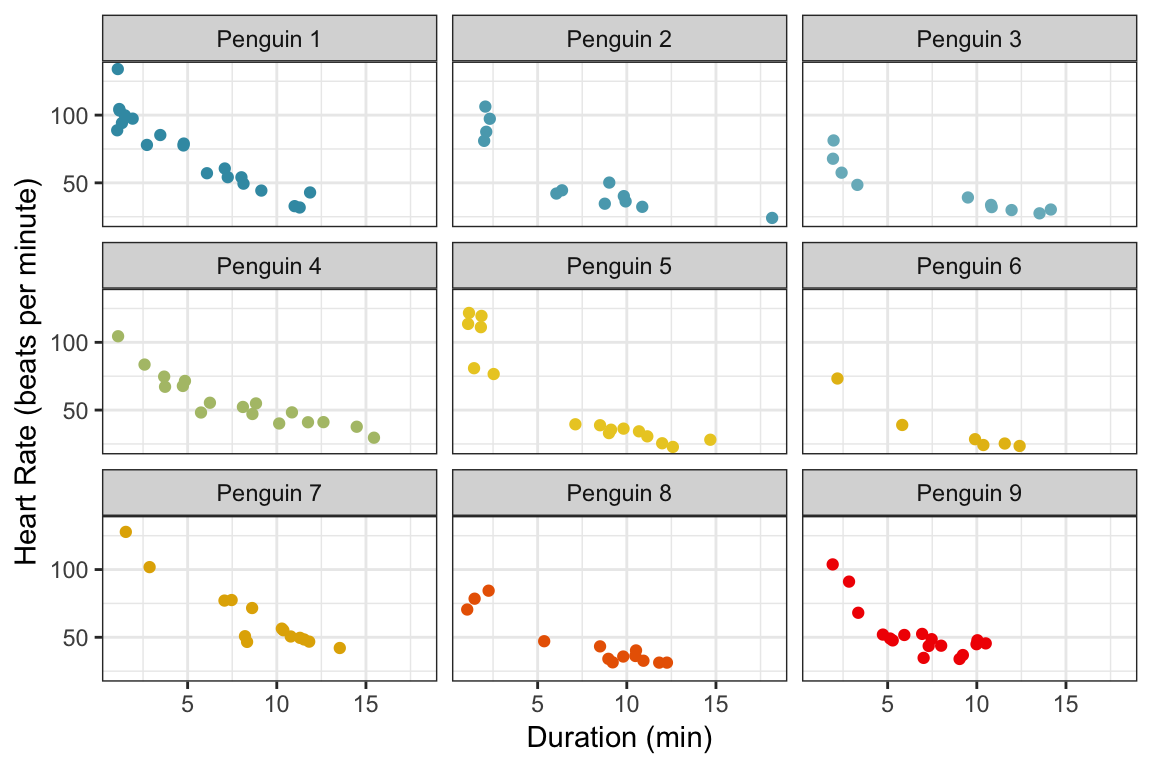 Penguin 1
Penguin 2
Penguin 3
100
50
Penguin 4
Penguin 5
Penguin 6
100
50
Penguin 7
Penguin 8
Penguin 9
100
50
5 10 15
5 10 15
5 10 15
Duration (min)
Heart Rate (beats per minute)